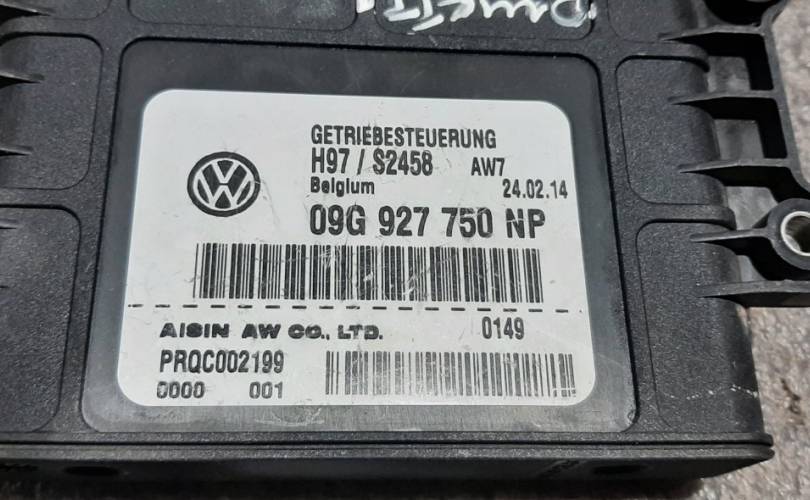 GETRIEBESTEUERUNG
H97 / S2458 AW7
Belgium 24.02.14
09G 927 750 NP
AISIN AW CO., LTD. 0149
PRQC002199
0000 001